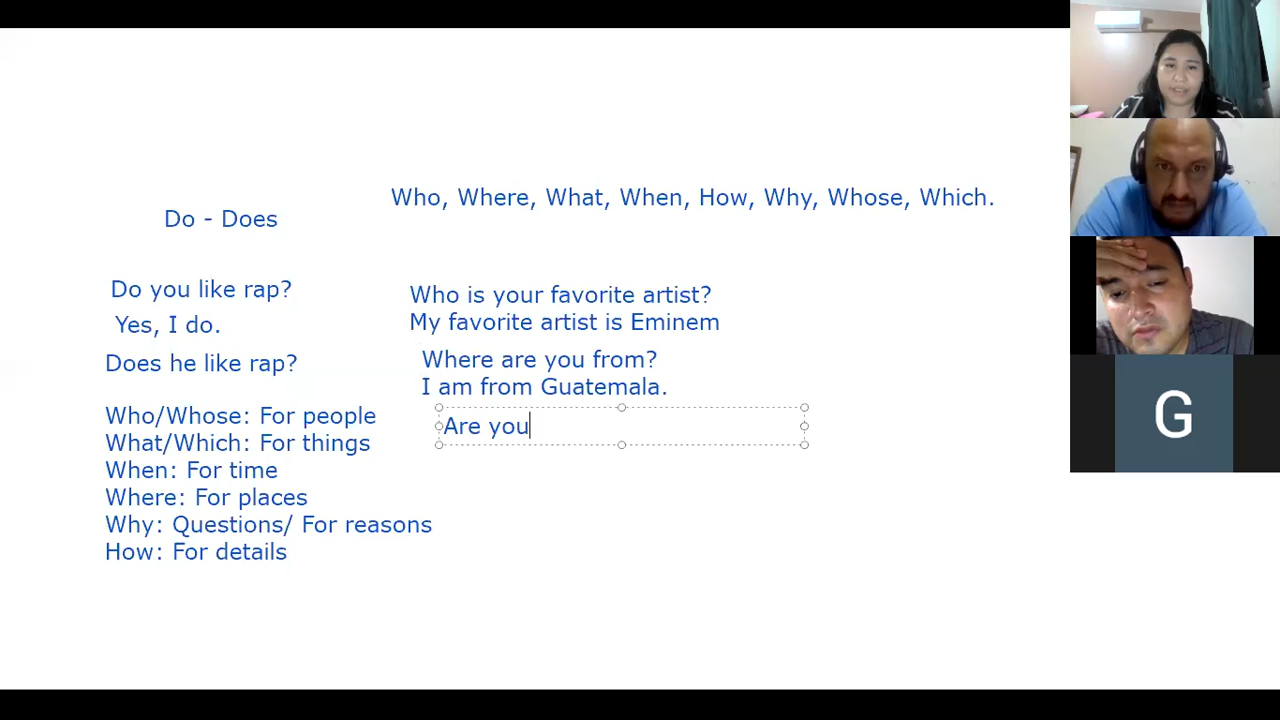 Who, Where, What, When, How, Why, Whose, Which.
Do - Does
Do you like rap?
Yes, I do.
Does he like rap?
Who/Whose: For people
What/Which: For things
When: For time
Where: For places
Why: Questions/ For reasons
How: For details
Who is your favorite artist?
My favorite artist is Eminem
Where are you from?
I am from Guatemala.
Are you
G